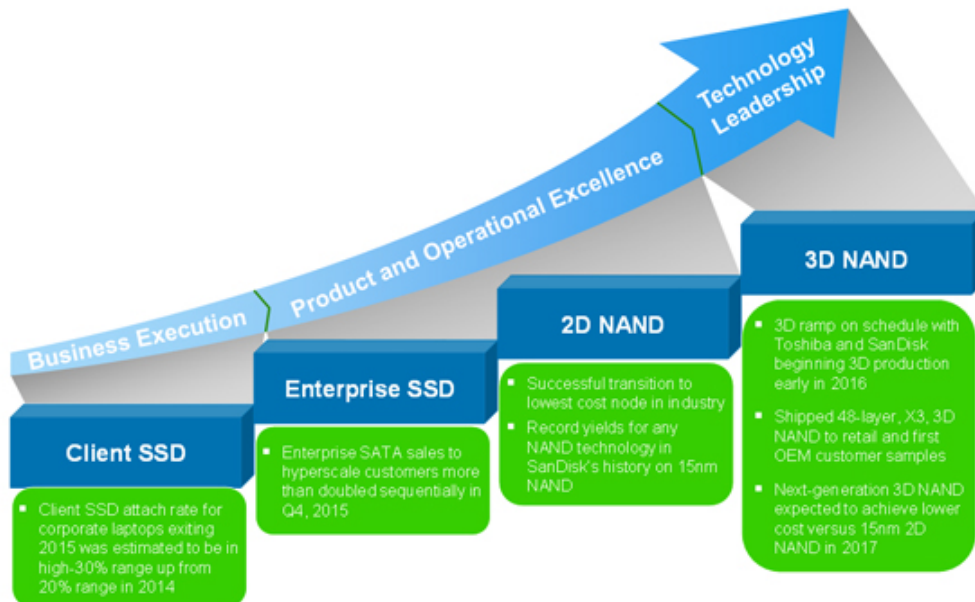 Technology
Leadership
Product and Operational Excellence
Business Execution
Client SSD
▪ Client SSD attach rate for
corporate laptops exiting
2015 was estimated to be in
high-30% range up from
20% range in 2014
Enterprise SSD
▪ Enterprise SATA sales to
hyperscale customers more
than doubled sequentially in
Q4, 2015
2D NAND
▪ Successful transition to
lowest cost node in industry
▪ Record yields for any
NAND technology in
SanDisk's history on 15nm
NAND
3D NAND
▪ 3D ramp on schedule with
Toshiba and SanDisk
beginning 3D production
early in 2016
▪ Shipped 48-layer, X3, 3D
NAND to retail and first
OEM customer samples
▪ Next-generation 3D NAND
expected to achieve lower
cost versus 15nm 2D
NAND in 2017